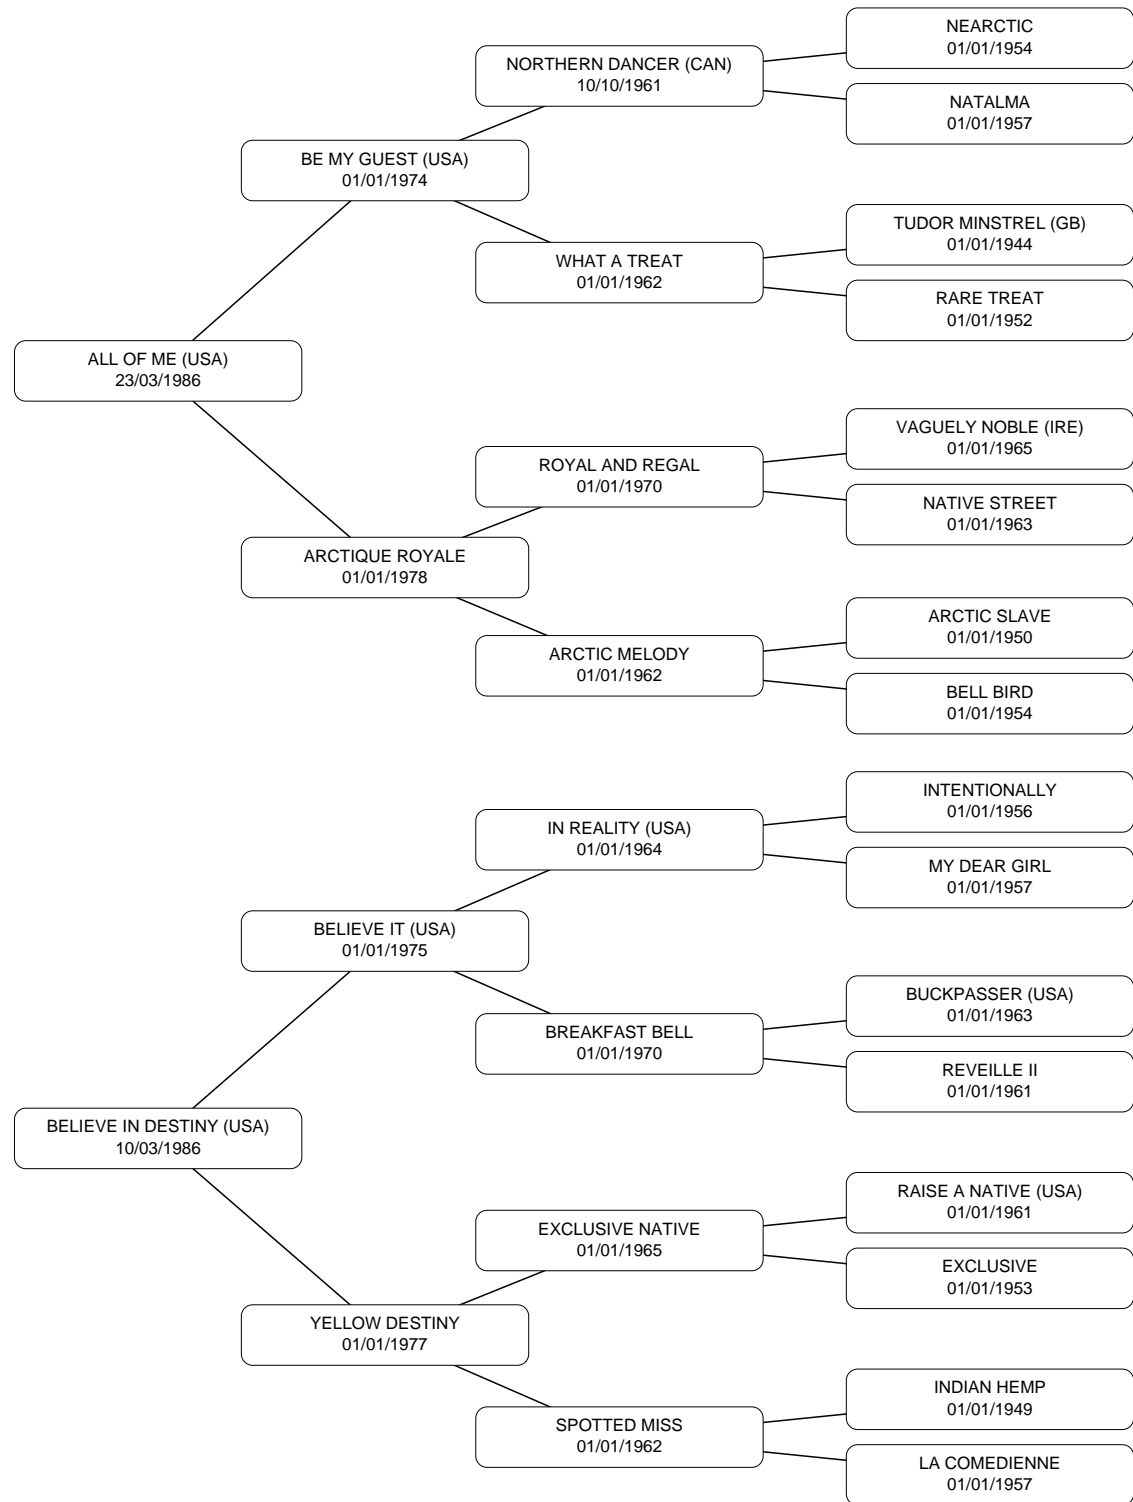 NEARCTIC
01/01/1954
NORTHERN DANCER (CAN)
10/10/1961
NATALMA
01/01/1957
BE MY GUEST (USA)
01/01/1974
TUDOR MINSTREL (GB)
01/01/1944
WHAT A TREAT
01/01/1962
RARE TREAT
01/01/1952
ALL OF ME (USA)
23/03/1986
VAGUELY NOBLE (IRE)
01/01/1965
ROYAL AND REGAL
01/01/1970
NATIVE STREET
01/01/1963
ARCTIQUE ROYALE
01/01/1978
ARCTIC SLAVE
01/01/1950
ARCTIC MELODY
01/01/1962
BELL BIRD
01/01/1954
INTENTIONALLY
01/01/1956
IN REALITY (USA)
01/01/1964
MY DEAR GIRL
01/01/1957
BELIEVE IT (USA)
01/01/1975
BUCKPASSER (USA)
01/01/1963
BREAKFAST BELL
01/01/1970
REVEILLE II
01/01/1961
BELIEVE IN DESTINY (USA)
10/03/1986
RAISE A NATIVE (USA)
01/01/1961
EXCLUSIVE NATIVE
01/01/1965
EXCLUSIVE
01/01/1953
YELLOW DESTINY
01/01/1977
INDIAN HEMP
01/01/1949
SPOTTED MISS
01/01/1962
LA COMEDIENNE
01/01/1957